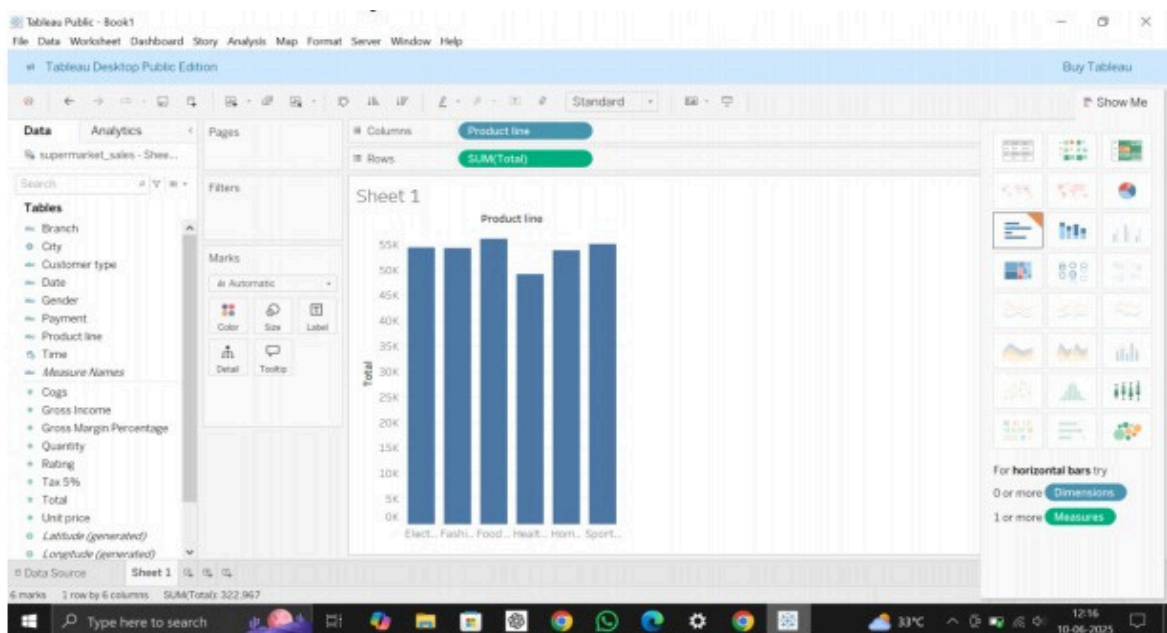 Tableau Public - Book1
File Data Worksheet Dashboard Story Analysis Map Format Server Window Help
Tableau Desktop Public Edition
Buy Tableau
Standard
Show Me
Data Analytics
Pages
Columns Product line
supermarket_sales - Shee...
Rows SUM(Total)
Search
Filters
Sheet 1
Tables
Product line
Branch
City
Customer type
Date
Gender
Payment
Product line
Time
Measure Names
Cogs
Gross Income
Gross Margin Percentage
Quantity
Rating
Tax 5%
Total
Unit price
Latitude (generated)
Longitude (generated)
Marks
Automatic
Color Size Label
Detail Tooltip
Total
55K
50K
45K
40K
35K
30K
25K
20K
15K
10K
5K
0K
Elect.. Fashi.. Food .. Healt.. Hom.. Sport..
For horizontal bars try
0 or more Dimensions
1 or more Measures
Data Source Sheet 1
6 marks 1 row by 6 columns SUM(Total): 322,967
Type here to search
33°C
12:16
10-06-2025